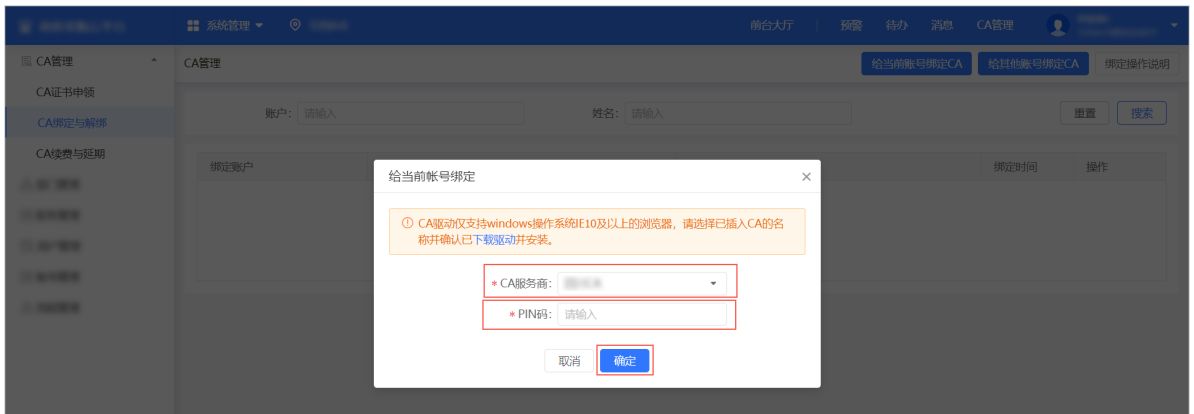 系统管理
前台大厅
预警
待办
消息
CA管理
CA管理
CA证书申领
CA绑定与解绑
CA续费与延期
CA管理
给当前账号绑定CA
给其他账号绑定CA
绑定操作说明
账户: 请输入
姓名: 请输入
重置
搜索
绑定账户
绑定时间
操作
给当前帐号绑定
CA驱动仅支持windows操作系统IE10及以上的浏览器，请选择已插入CA的名
称并确认已下载驱动并安装。
* CA服务商:
* PIN码: 请输入
取消
确定